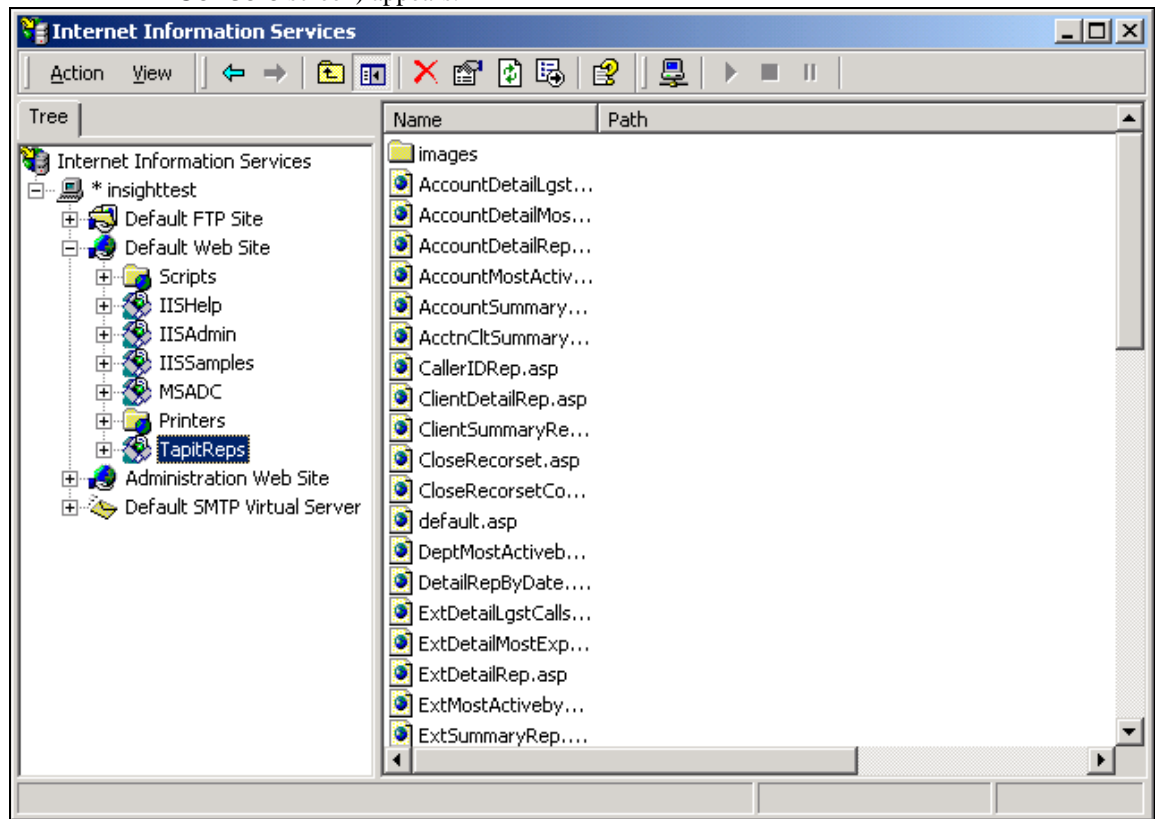 screen) appears.
Internet Information Services
Action View
Tree
Name Path
Internet Information Services
* insighttest
Default FTP Site
Default Web Site
Scripts
IISHelp
IISAdmin
IISSamples
MSADC
Printers
TapitReps
Administration Web Site
Default SMTP Virtual Server
images
AccountDetailLgst...
AccountDetailMos...
AccountDetailRep...
AccountMostActiv...
AccountSummary...
AcctnCltSummary...
CallerIDRep.asp
ClientDetailRep.asp
ClientSummaryRe...
CloseRecorset.asp
CloseRecorsetCo...
default.asp
DeptMostActiveb...
DetailRepByDate....
ExtDetailLgstCalls...
ExtDetailMostExp...
ExtDetailRep.asp
ExtMostActiveby...
ExtSummaryRep....